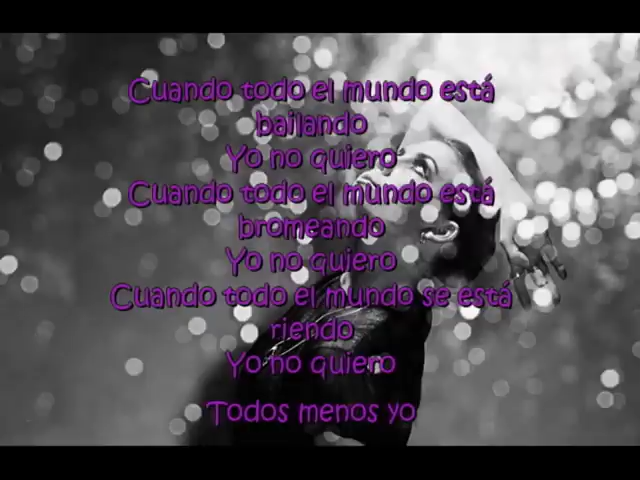 Cuando todo el mundo está
bailando
Yo no quiero
Cuando todo el mundo está
bromeando
Yo no quiero
Cuando todo el mundo se está
riendo
Yo no quiero
Todos menos yo